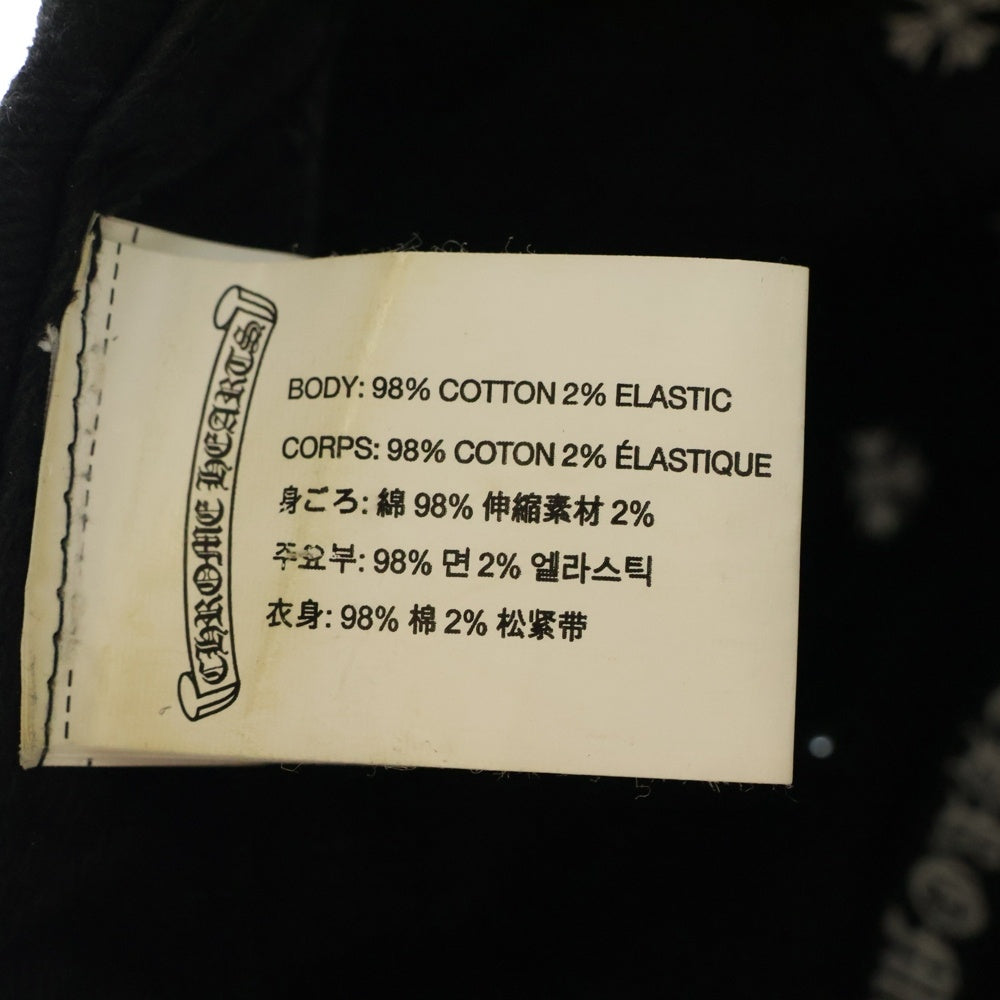 CHROME HEARTS
BODY: 98% COTTON 2% ELASTIC
CORPS: 98% COTON 2% ÉLASTIQUE
身ごろ: 綿 98% 伸縮素材 2%
주요부: 98% 면 2% 엘라스틱
衣身: 98% 棉 2% 松紧带